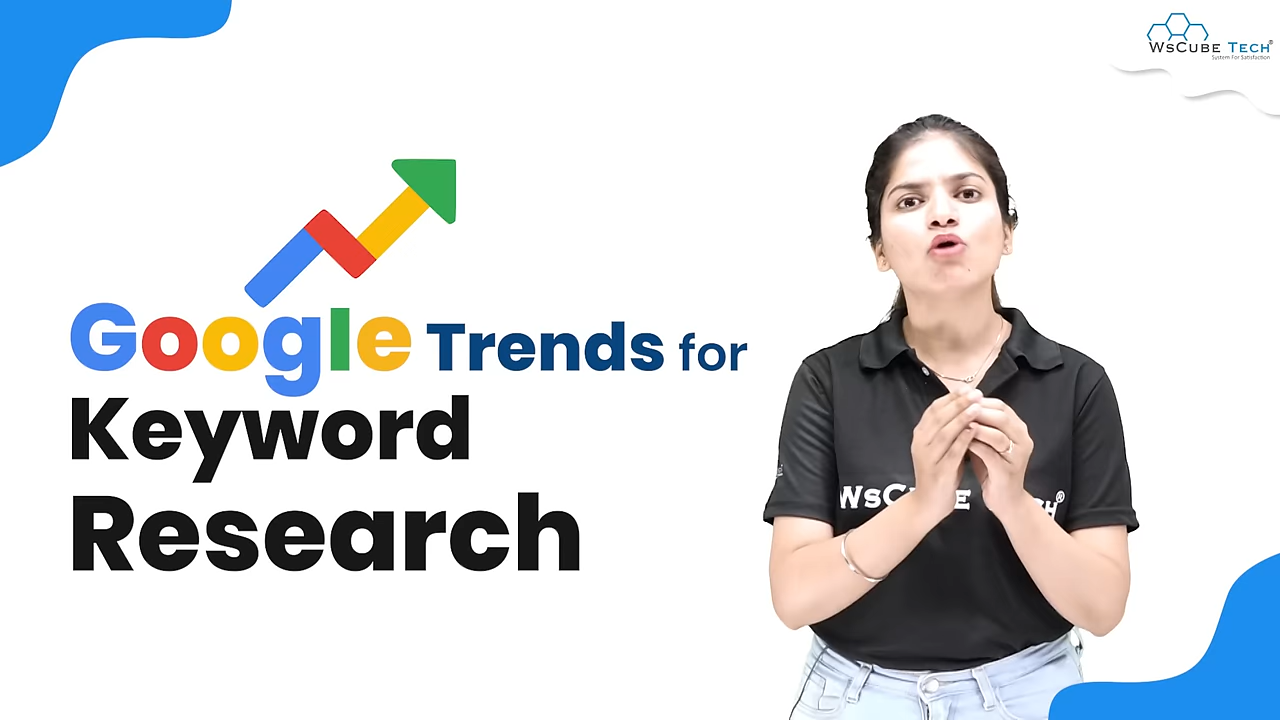 WsCube Tech®
System For Satisfaction
Google Trends for
Keyword
Research